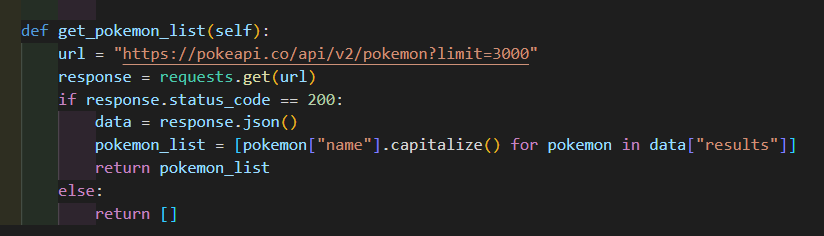 def get_pokemon_list(self):
url = "https://pokeapi.co/api/v2/pokemon?limit=3000"
response = requests.get(url)
if response.status_code == 200:
data = response.json()
pokemon_list = [pokemon["name"].capitalize() for pokemon in data["results"]]
return pokemon_list
else:
return []